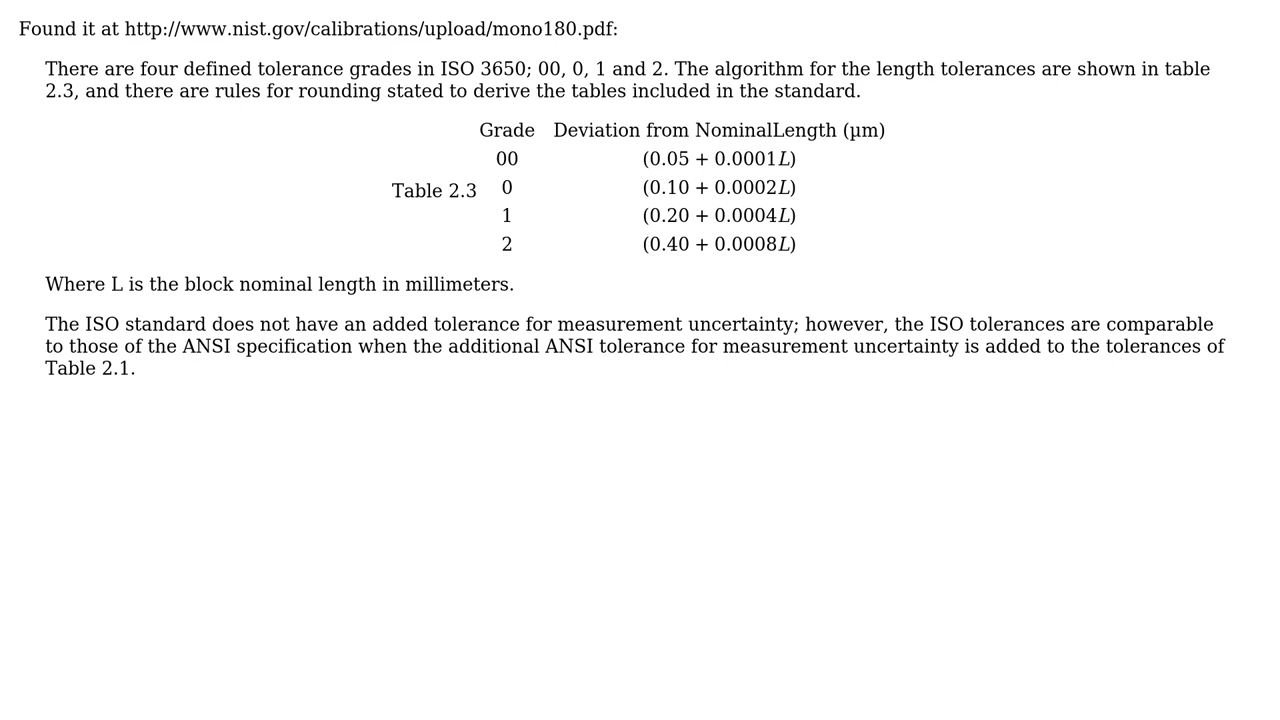 Found it at http://www.nist.gov/calibrations/upload/mono180.pdf:
There are four defined tolerance grades in ISO 3650; 00, 0, 1 and 2. The algorithm for the length tolerances are shown in table
2.3, and there are rules for rounding stated to derive the tables included in the standard.
Grade Deviation from NominalLength (µm)
00 (0.05 + 0.0001L)
Table 2.3 0 (0.10 + 0.0002L)
1 (0.20 + 0.0004L)
2 (0.40 + 0.0008L)
Where L is the block nominal length in millimeters.
The ISO standard does not have an added tolerance for measurement uncertainty; however, the ISO tolerances are comparable
to those of the ANSI specification when the additional ANSI tolerance for measurement uncertainty is added to the tolerances of
Table 2.1.